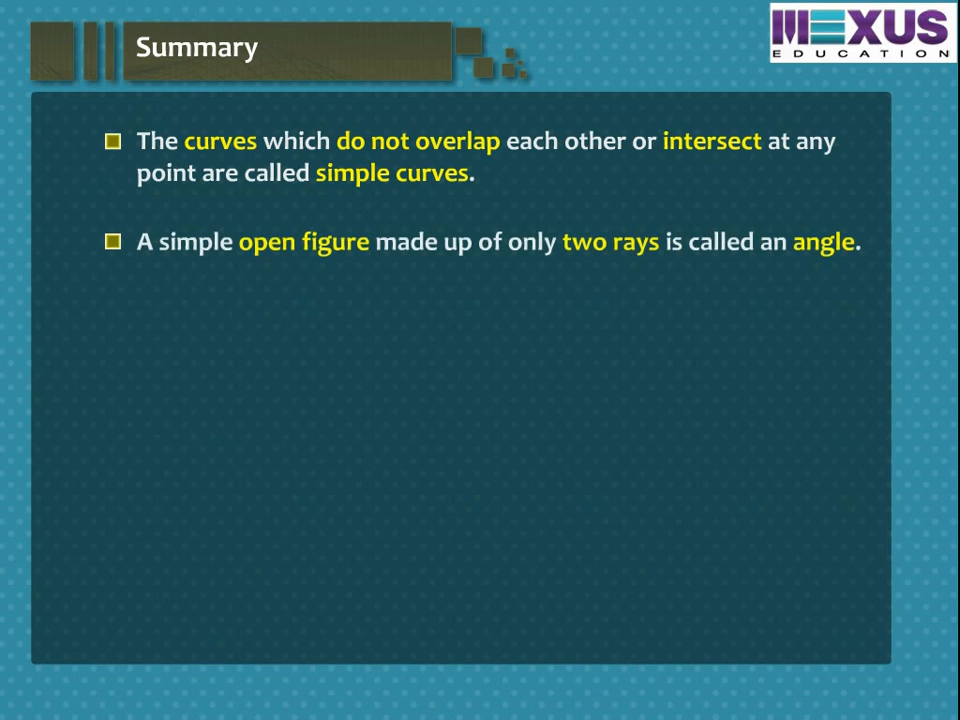 Summary
MEXUS
EDUCATION
The curves which do not overlap each other or intersect at any
point are called simple curves.
A simple open figure made up of only two rays is called an angle.